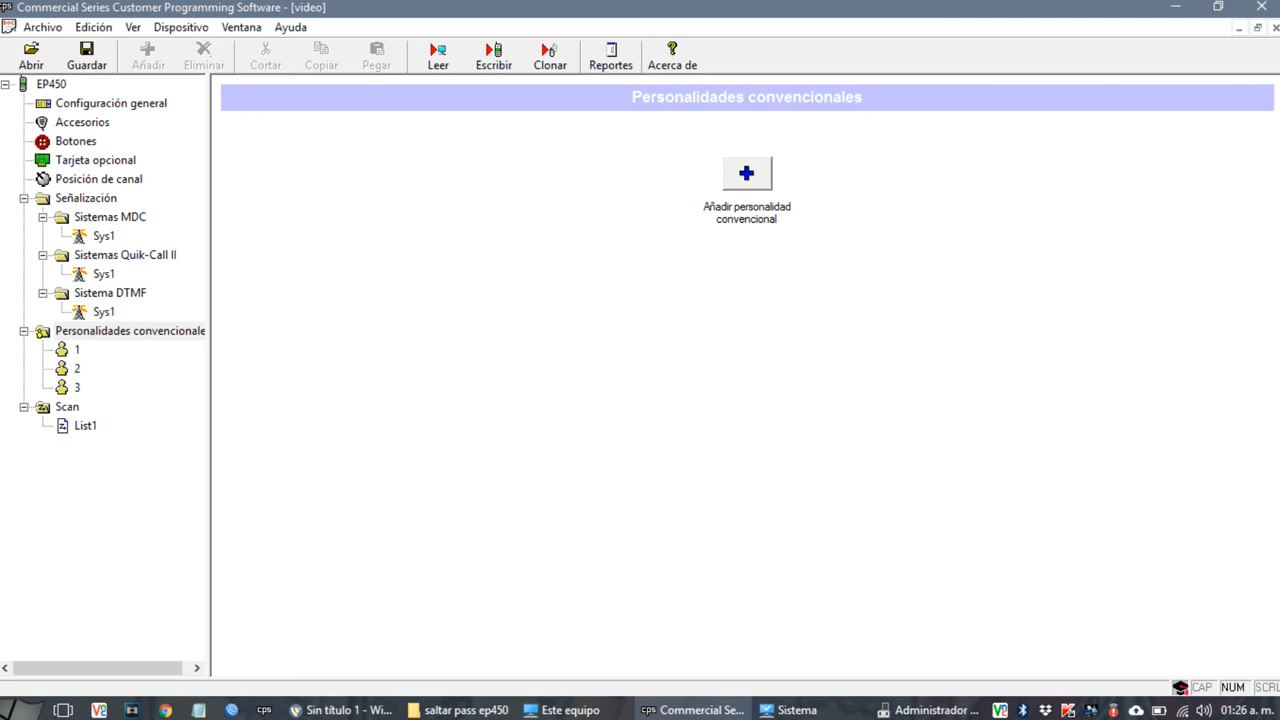 cps Commercial Series Customer Programming Software - [video]
Archivo Edición Ver Dispositivo Ventana Ayuda
Abrir Guardar Añadir Eliminar Cortar Copiar Pegar Leer Escribir Clonar Reportes Acerca de
EP450
Configuración general
Accesorios
Botones
Tarjeta opcional
Posición de canal
Señalización
Sistemas MDC
Sys1
Sistemas Quik-Call II
Sys1
Sistema DTMF
Sys1
Personalidades convencionale
1
2
3
Scan
List1
Personalidades convencionales
Añadir personalidad
convencional
CAP NUM SCRL
cps Sin título 1 - Wi... saltar pass ep450 Este equipo cps Commercial Se... Sistema Administrador ... 01:26 a. m.